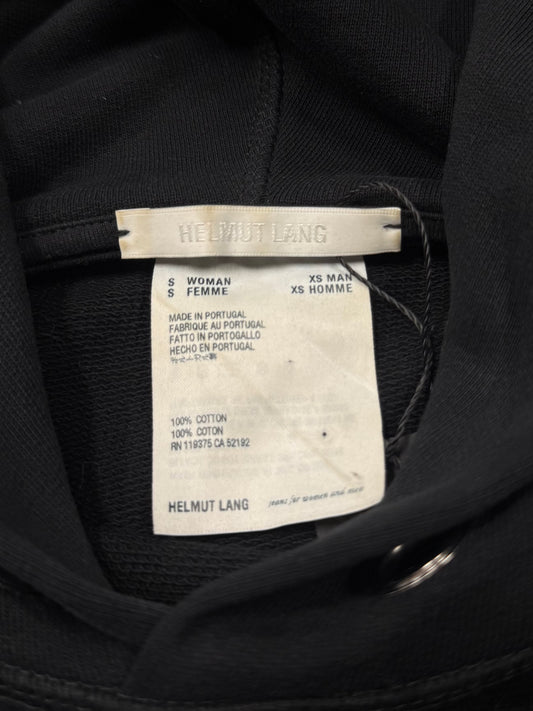 HELMUT LANG
S WOMAN XS MAN
S FEMME XS HOMME
MADE IN PORTUGAL
FABRIQUE AU PORTUGAL
FATTO IN PORTOGALLO
HECHO EN PORTUGAL
100% COTTON
100% COTON
RN 119375 CA 52192
HELMUT LANG jeans for women and men